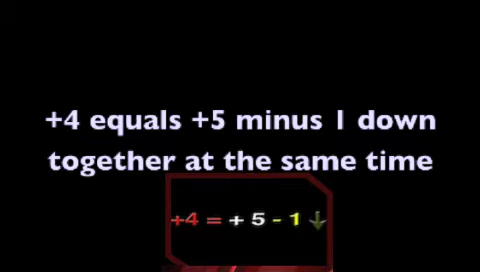 +4 equals +5 minus 1 down
together at the same time
+4 = + 5 - 1 ↓